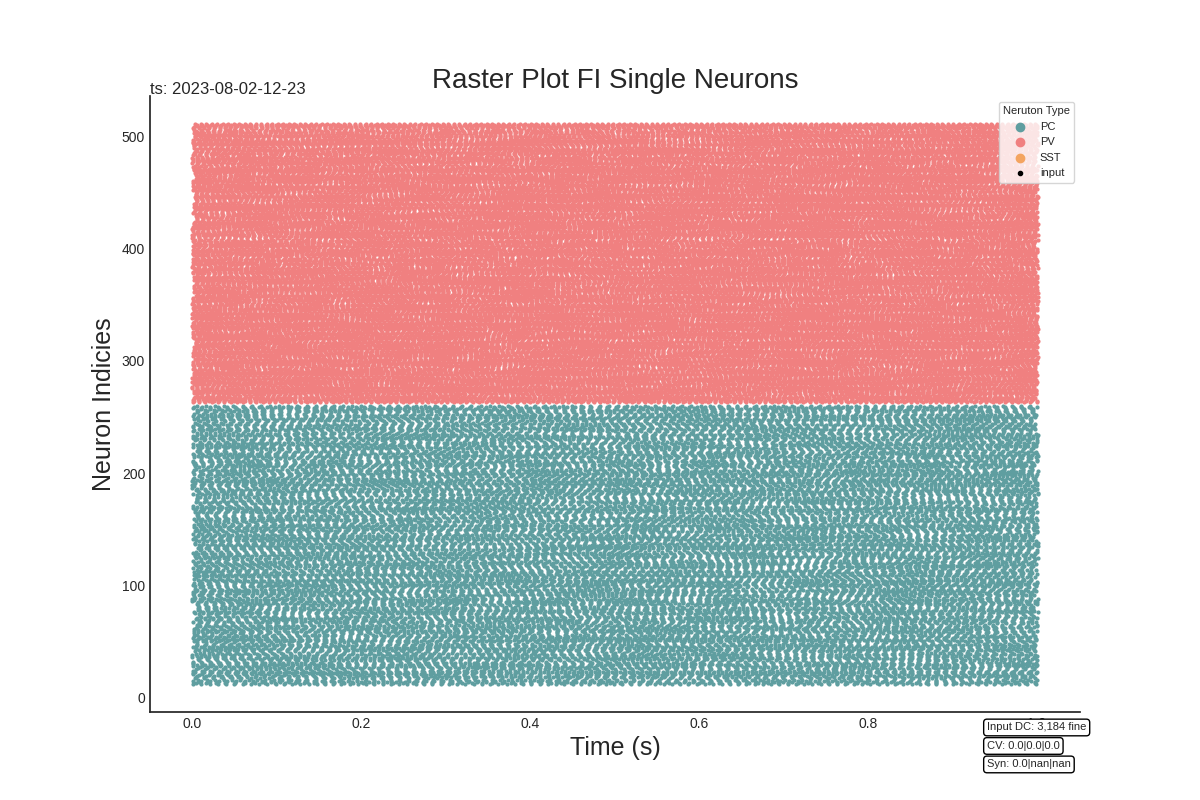 Raster Plot FI Single Neurons
ts: 2023-08-02-12-23
Neruton Type
PC
PV
SST
input
500
400
300
200
100
0
Neuron Indicies
0.0 0.2 0.4 0.6 0.8
Time (s)
Input DC: 3,184 fine
CV: 0.0|0.0|0.0
Syn: 0.0|nan|nan